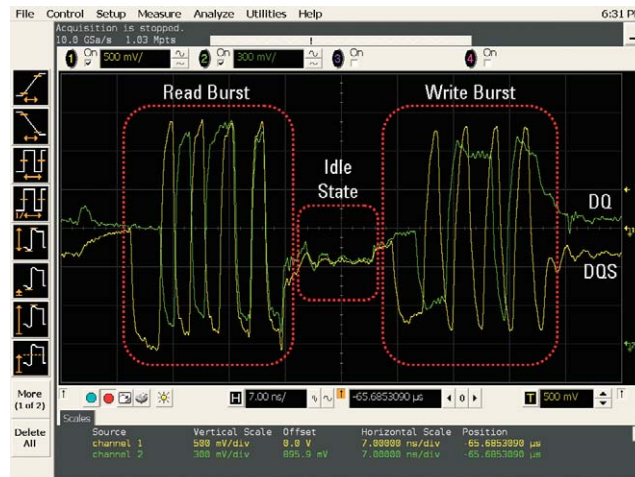 File Control Setup Measure Analyze Utilities Help 6:31 P
Acquisition is stopped.
10.0 GSa/s 1.03 Mpts
1 On 500 mV/ 2 On 300 mV/ 3 On 4 On
Read Burst
Write Burst
Idle
State
DQ
DQS
More
(1 of 2)
Delete
All
H 7.00 ns/ -65.6853090 µs 0 T 500 mV
Scales
Source Vertical Scale Offset Horizontal Scale Position
channel 1 500 mV/div 0.0 V 7.00000 ns/div -65.6853090 µs
channel 2 300 mV/div 895.9 mV 7.00000 ns/div -65.6853090 µs